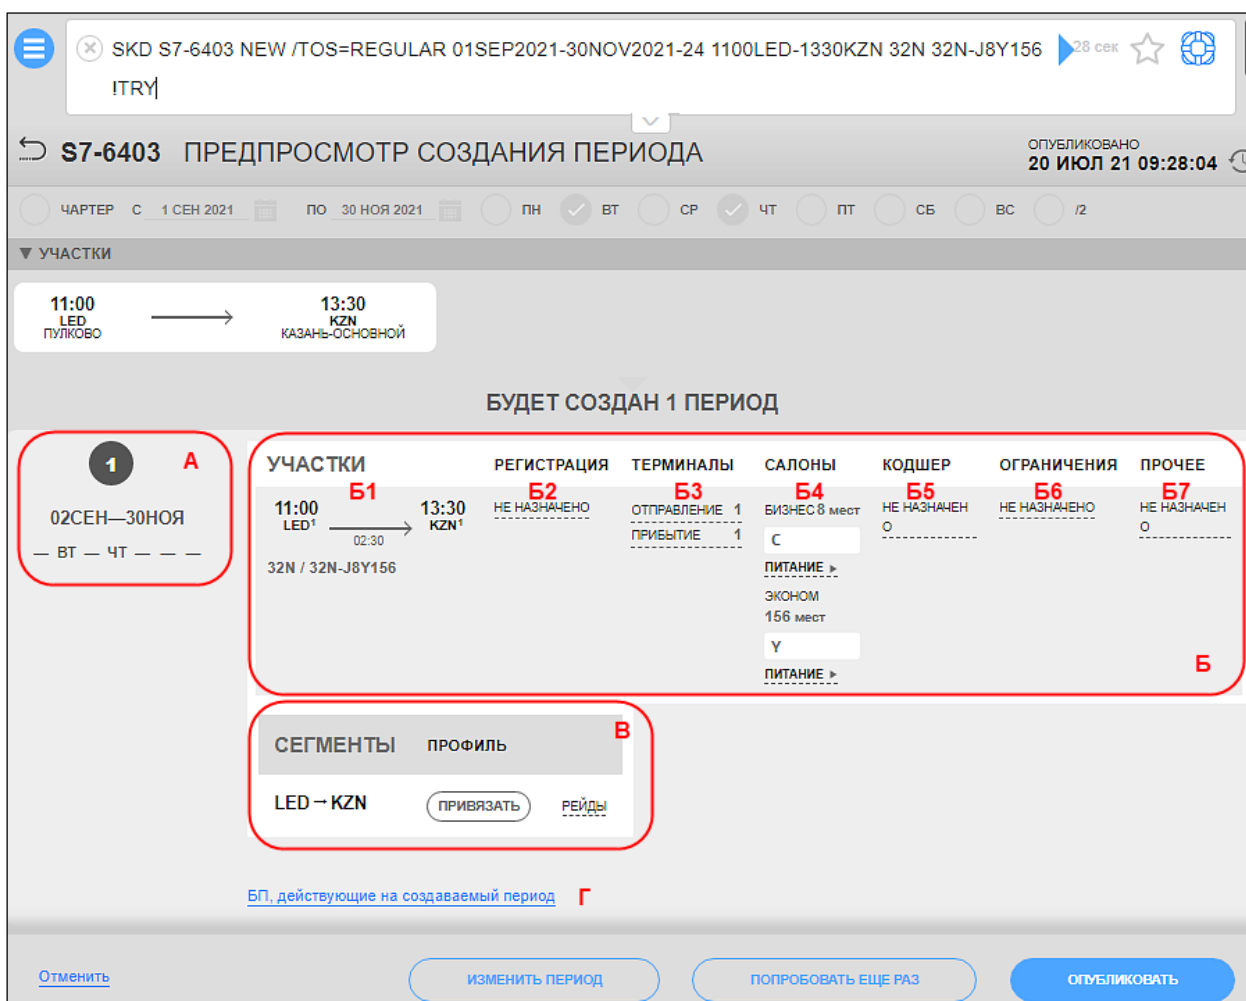 SKD S7-6403 NEW /TOS=REGULAR 01SEP2021-30NOV2021-24 1100LED-1330KZN 32N 32N-J8Y156
!TRY
28 сек
S7-6403 ПРЕДПРОСМОТР СОЗДАНИЯ ПЕРИОДА
ОПУБЛИКОВАНО
20 ИЮЛ 21 09:28:04
ЧАРТЕР С 1 СЕН 2021 ПО 30 НОЯ 2021 ПН ВТ СР ЧТ ПТ СБ ВС /2
▼ УЧАСТКИ
11:00 13:30
LED KZN
ПУЛКОВО КАЗАНЬ-ОСНОВНОЙ
БУДЕТ СОЗДАН 1 ПЕРИОД
1 А
02СЕН—30НОЯ
— ВТ — ЧТ — — —
УЧАСТКИ РЕГИСТРАЦИЯ ТЕРМИНАЛЫ САЛОНЫ КОДШЕР ОГРАНИЧЕНИЯ ПРОЧЕЕ
Б1 Б2 Б3 Б4 Б5 Б6 Б7
11:00 13:30 НЕ НАЗНАЧЕНО ОТПРАВЛЕНИЕ 1 БИЗНЕС 8 мест НЕ НАЗНАЧЕН НЕ НАЗНАЧЕНО НЕ НАЗНАЧЕН
LED¹ KZN¹ О О
02:30 ПРИБЫТИЕ 1 C
32N / 32N-J8Y156 ПИТАНИЕ ▸
ЭКОНОМ
156 мест
Y
Б
ПИТАНИЕ ▸
СЕГМЕНТЫ ПРОФИЛЬ В
LED→KZN ПРИВЯЗАТЬ РЕЙДЫ
БП, действующие на создаваемый период Г
Отменить ИЗМЕНИТЬ ПЕРИОД ПОПРОБОВАТЬ ЕЩЕ РАЗ ОПУБЛИКОВАТЬ